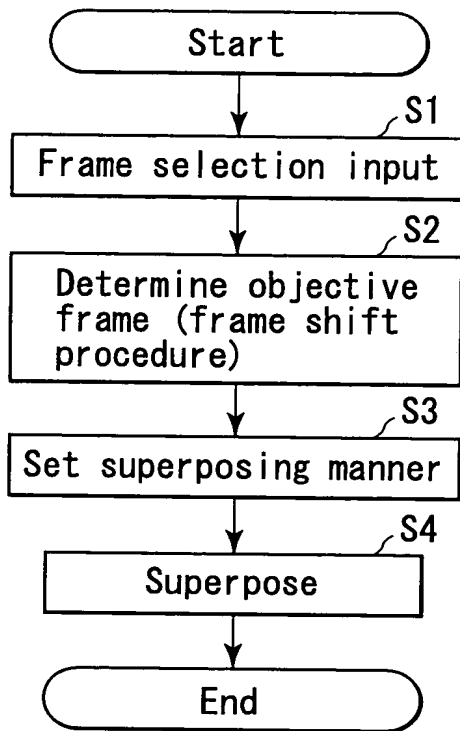 Start
S1
Frame selection input
S2
Determine objective
frame (frame shift
procedure)
S3
Set superposing manner
S4
Superpose
End